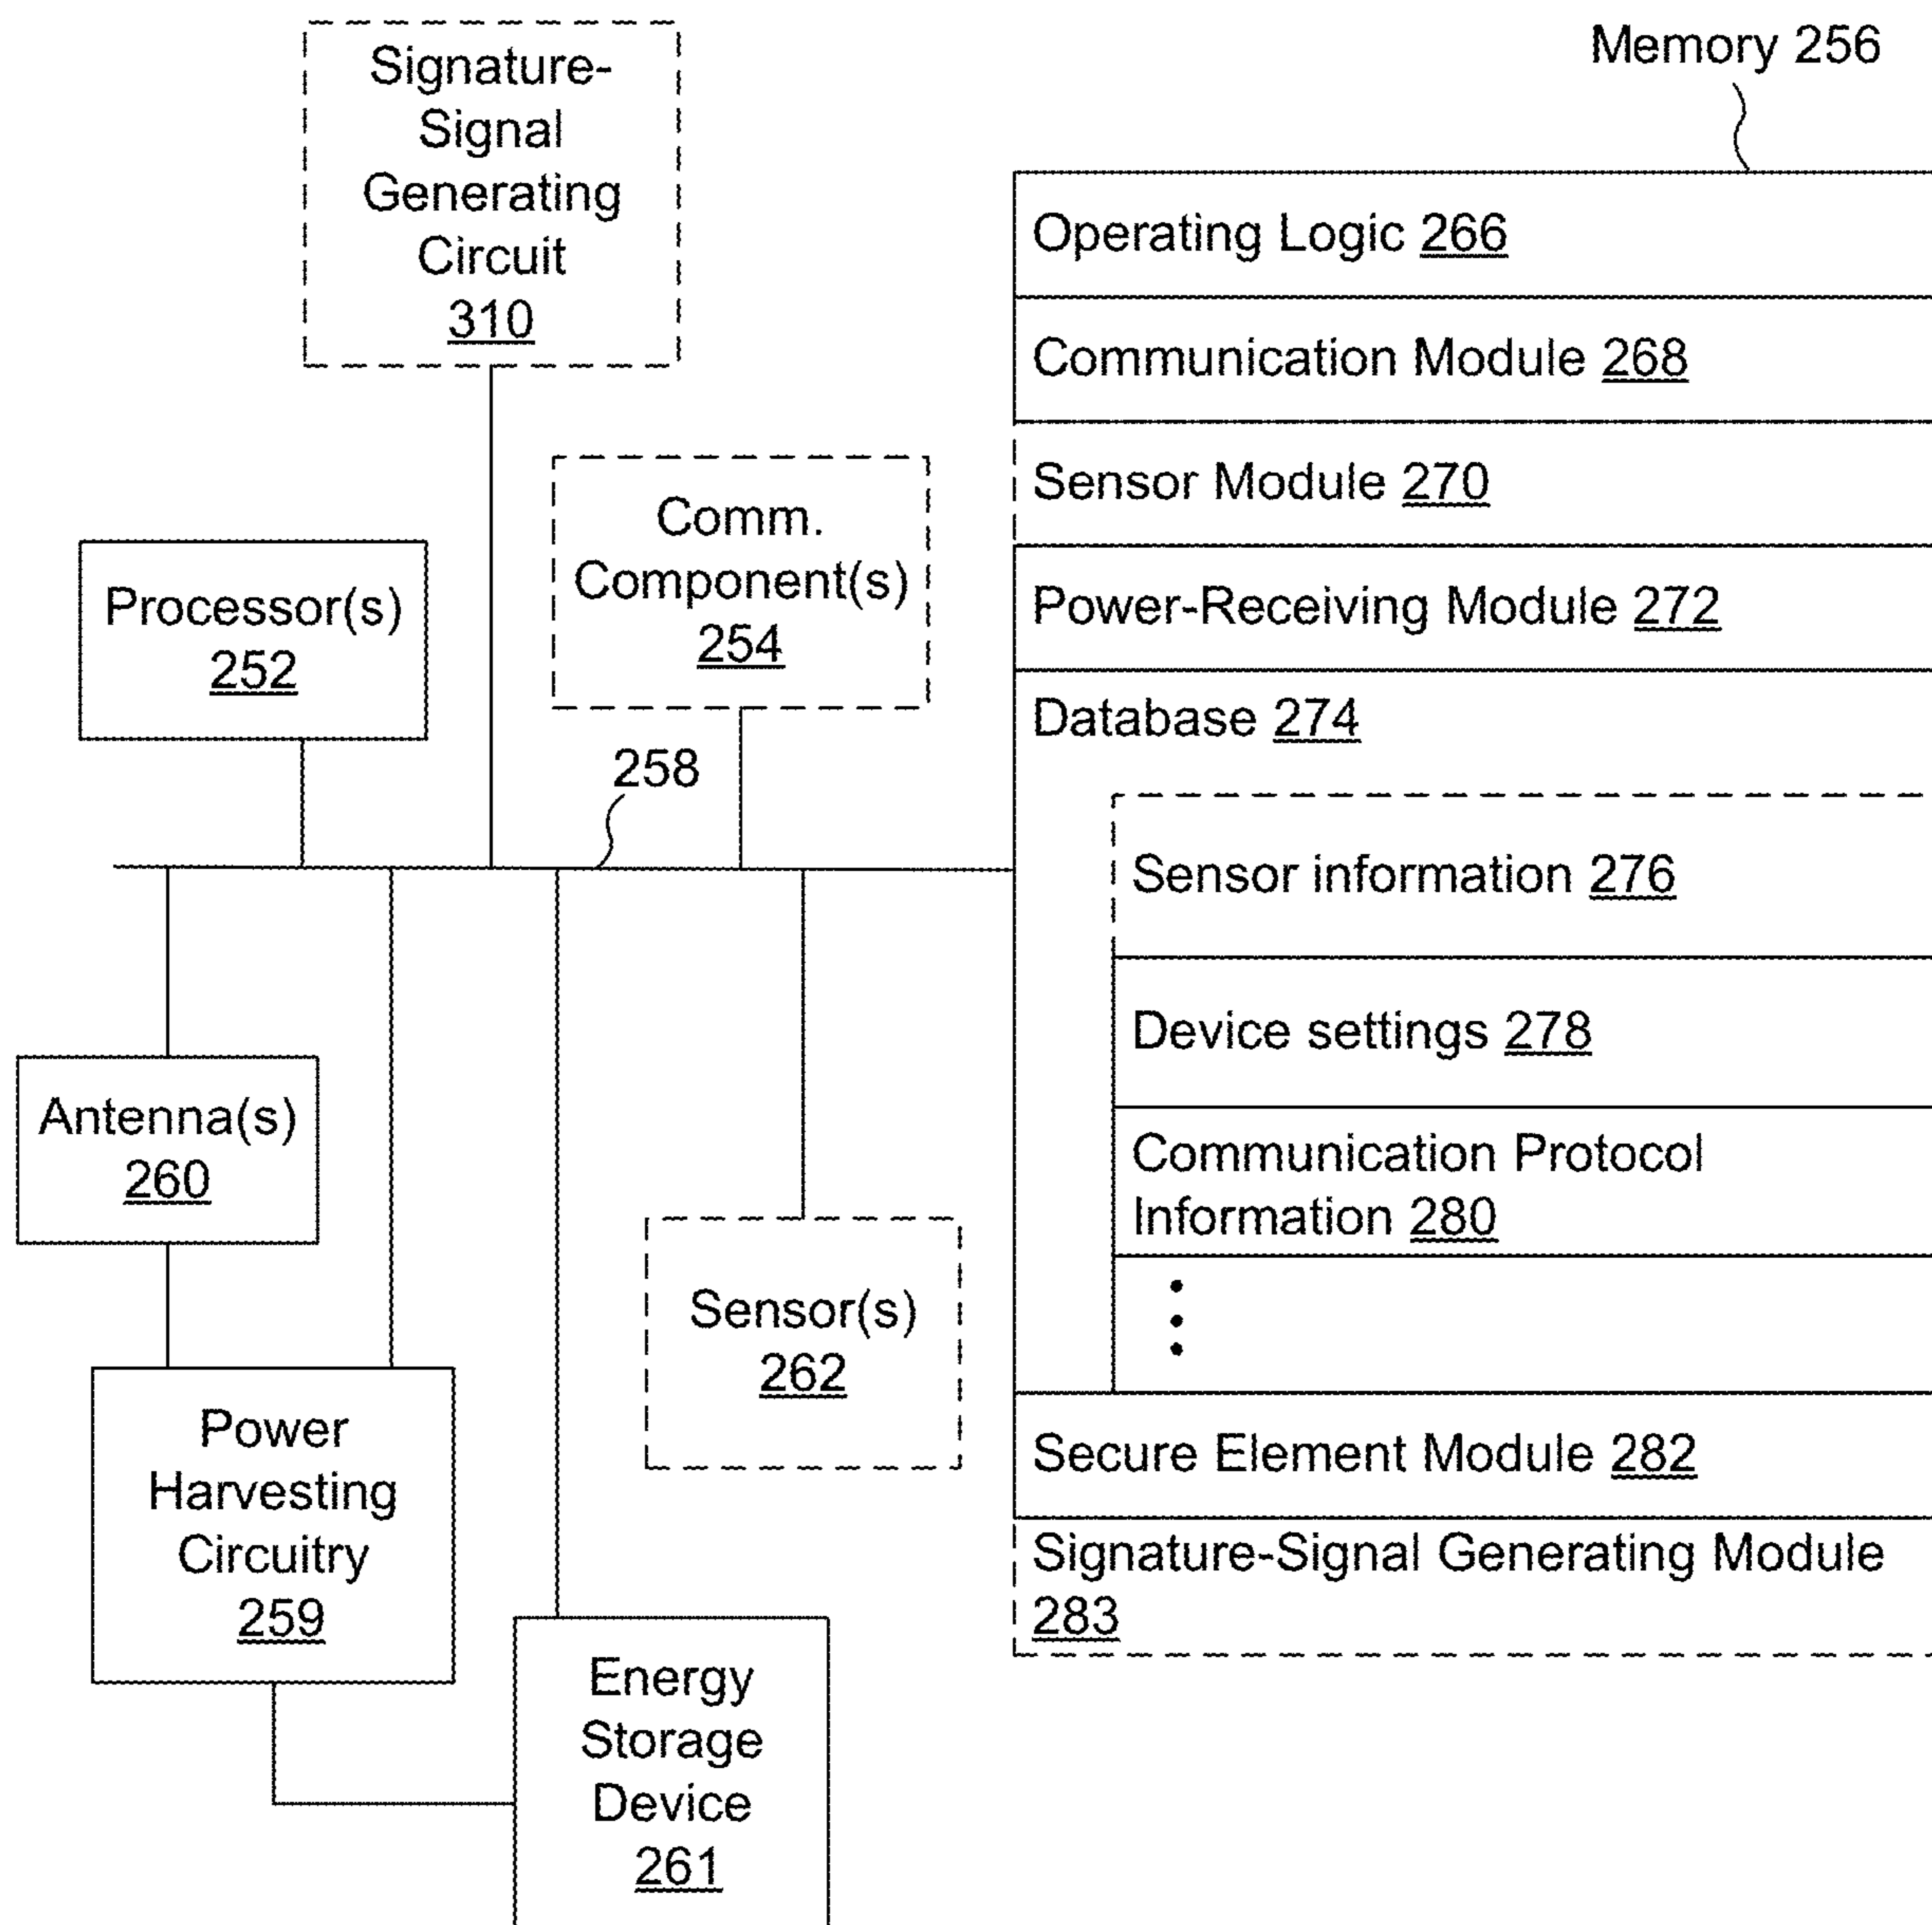 Signature-
Signal
Generating
Circuit
310
Comm.
Component(s)
254
Processor(s)
252
258
Antenna(s)
260
Sensor(s)
262
Power
Harvesting
Circuitry
259
Energy
Storage
Device
261
Memory 256
Operating Logic 266
Communication Module 268
Sensor Module 270
Power-Receiving Module 272
Database 274
Sensor information 276
Device settings 278
Communication Protocol
Information 280
Secure Element Module 282
Signature-Signal Generating Module
283